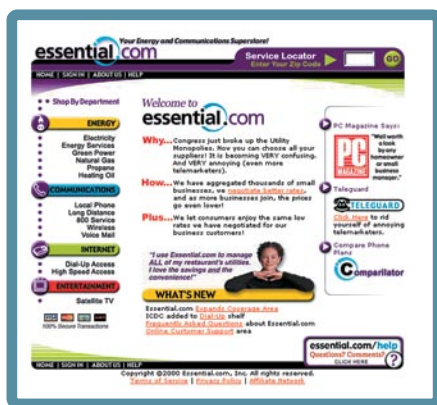 Your Energy and Communications Superstore!
essential.com
Service Locator
Enter Your Zip Code
GO
HOME | SIGN IN | ABOUT US | HELP
Shop By Department
ENERGY
Electricity
Energy Services
Green Power
Natural Gas
Propane
Heating Oil
COMMUNICATIONS
Local Phone
Long Distance
800 Service
Wireless
Voice Mail
INTERNET
Dial-Up Access
High Speed Access
ENTERTAINMENT
Satellite TV
100% Secure Transactions
Welcome to
essential.com
Why... Congress just broke up the Utility
Monopolies. Now you can choose all your
suppliers! It is becoming VERY confusing.
And VERY annoying (even more
telemarketers).
How... We have aggregated thousands of small
businesses, we negotiate better rates,
and as more businesses join, the prices
go even lower!
Plus... We let consumers enjoy the same low
rates we have negotiated for our
business customers!
"I use Essential.com to manage
ALL of my restaurant's utilities.
I love the savings and the
convenience!"
WHAT'S NEW
Essential.com Expands Coverage Area
ICDC added to Dial-Up shelf
Frequently Asked Questions about Essential.com
Online Customer Support area
PC Magazine Says:
PC
MAGAZINE
"Well worth
a look
by any
homeowner
or small
business
manager."
Teleguard
TELEGUARD
Click Here to rid
yourself of annoying
telemarketers.
Compare Phone
Plans
Comparilator
essential.com/help
Questions? Comments?
CLICK HERE
?
HOME | SIGN IN | ABOUT US | HELP
Copyright ©2000 Essential.com, Inc. All rights reserved.
Terms of Service | Privacy Policy | Affiliate Network